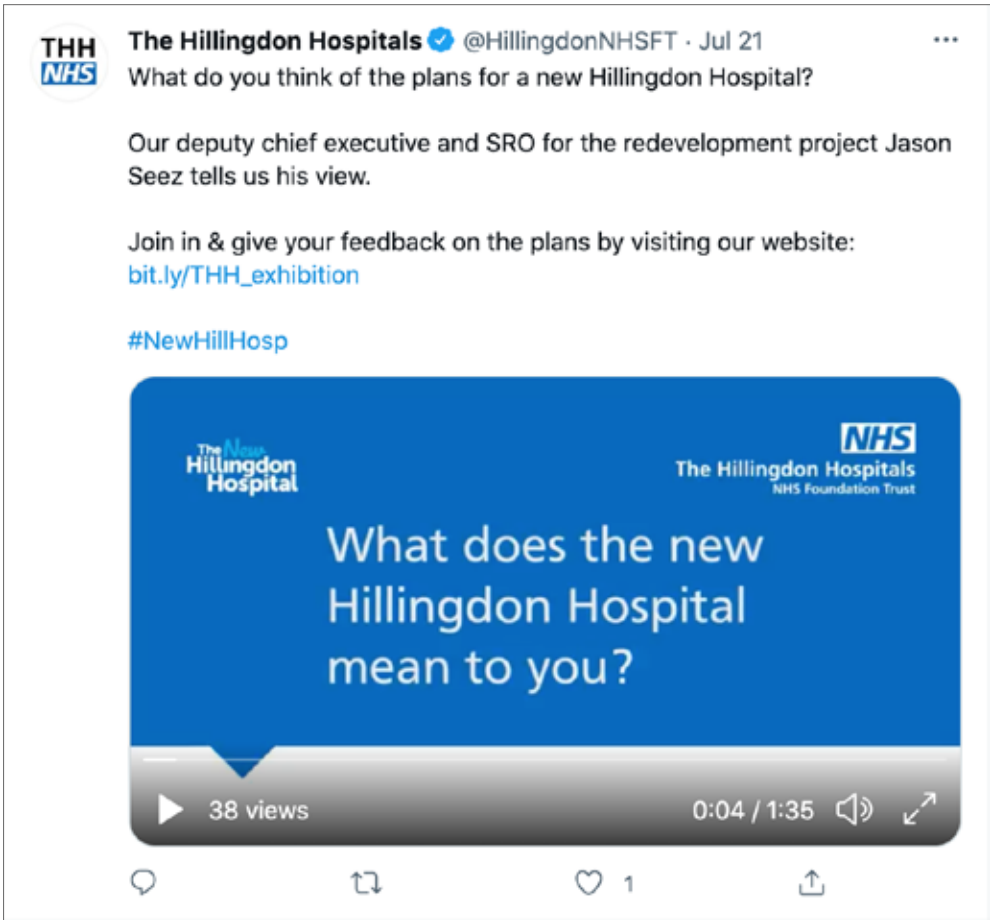 THH
NHS
The Hillingdon Hospitals @HillingdonNHSFT · Jul 21
What do you think of the plans for a new Hillingdon Hospital?
Our deputy chief executive and SRO for the redevelopment project Jason
Seez tells us his view.
Join in & give your feedback on the plans by visiting our website:
bit.ly/THH_exhibition
#NewHillHosp
The New
Hillingdon
Hospital
NHS
The Hillingdon Hospitals
NHS Foundation Trust
What does the new
Hillingdon Hospital
mean to you?
38 views
0:04 / 1:35
1